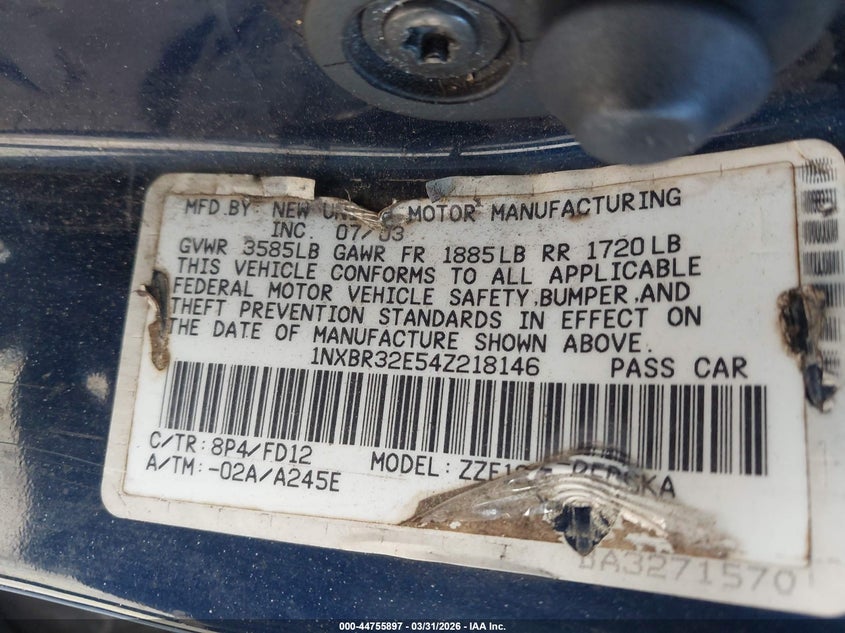 MFD.BY: NEW MOTOR MANUFACTURING
INC. 07/03
GVWR 3585LB GAWR FR 1885LB RR 1720LB
THIS VEHICLE CONFORMS TO ALL APPLICABLE
FEDERAL MOTOR VEHICLE SAFETY,BUMPER,AND
THEFT PREVENTION STANDARDS IN EFFECT ON
THE DATE OF MANUFACTURE SHOWN ABOVE.
1NXBR32E54Z218146 PASS CAR
C/TR:8P4/FD12 MODEL:
A/TM:-02A/A245E
BA3271570
000-44755897 - 03/31/2026 - IAA Inc.